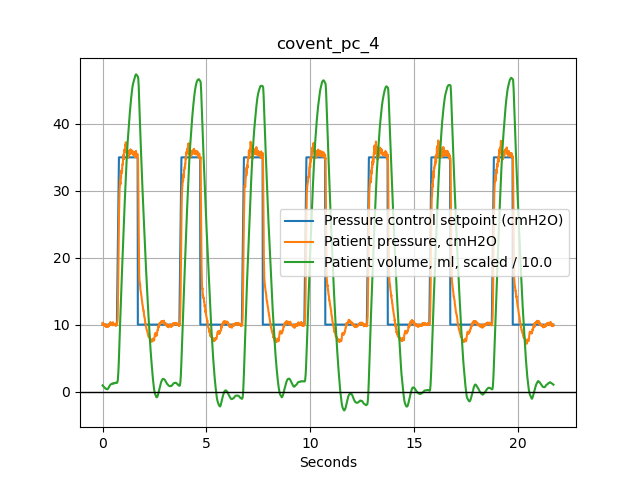 covent_pc_4
40
30
20
10
0
Pressure control setpoint (cmH2O)
Patient pressure, cmH2O
Patient volume, ml, scaled / 10.0
0 5 10 15 20
Seconds